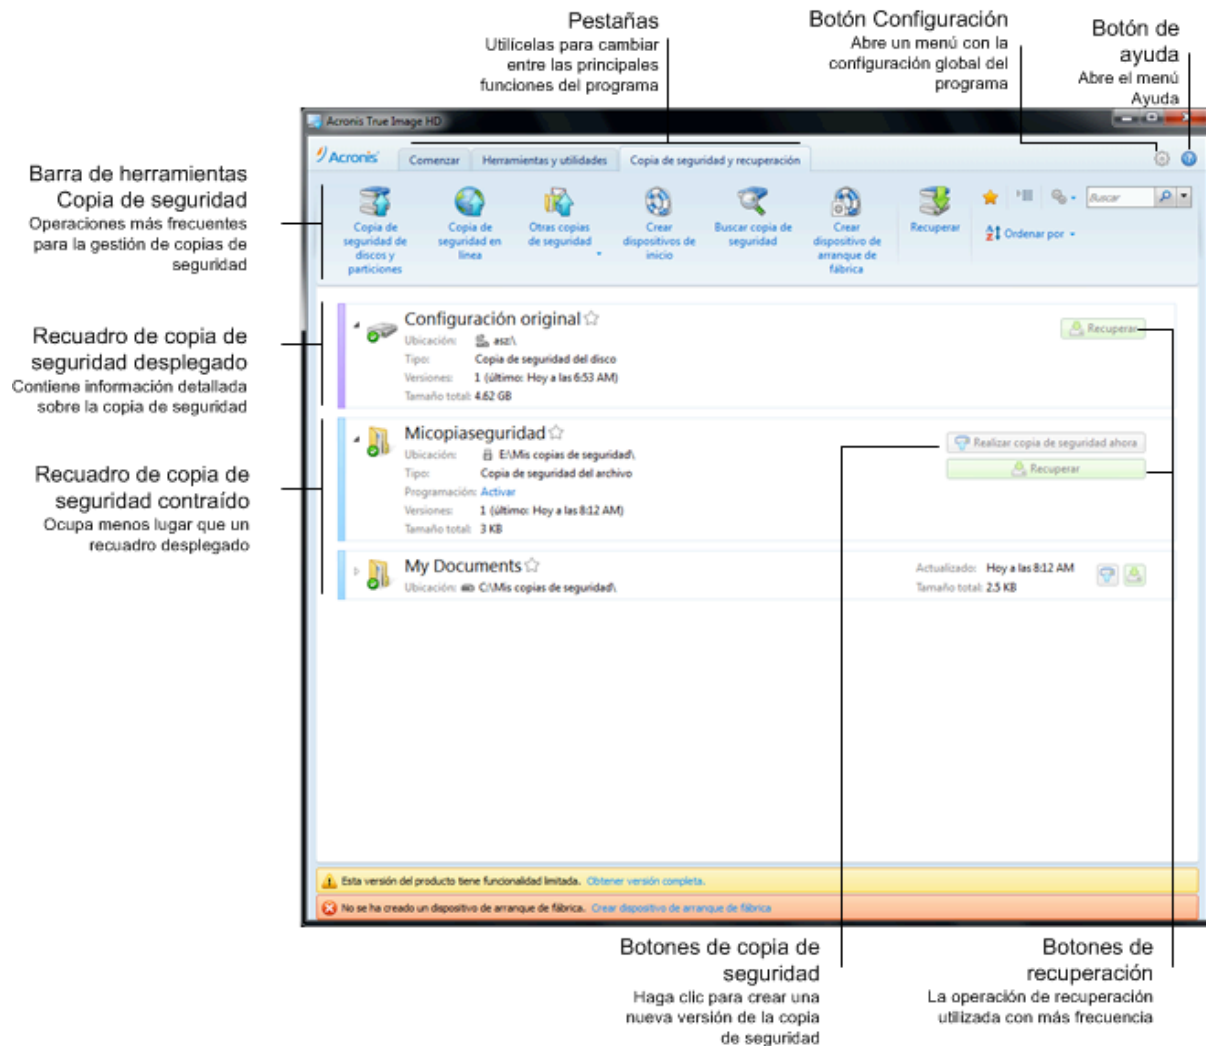 Pestañas
Utilícelas para cambiar
entre las principales
funciones del programa
Botón Configuración
Abre un menú con la
configuración global del
programa
Botón de
ayuda
Abre el menú
Ayuda
Barra de herramientas
Copia de seguridad
Operaciones más frecuentes
para la gestión de copias de
seguridad
Recuadro de copia de
seguridad desplegado
Contiene información detallada
sobre la copia de seguridad
Recuadro de copia de
seguridad contraído
Ocupa menos lugar que un
recuadro desplegado
Acronis True Image HD
Acronis
Comenzar
Herramientas y utilidades
Copia de seguridad y recuperación
Copia de
seguridad de
discos y
particiones
Copia de
seguridad en
línea
Otras copias
de seguridad
Crear
dispositivos de
inicio
Buscar copia de
seguridad
Crear
dispositivo de
arranque de
fábrica
Recuperar
Buscar
Ordenar por
Configuración original
Ubicación: asz:\
Tipo: Copia de seguridad del disco
Versiones: 1 (último: Hoy a las 6:53 AM)
Tamaño total: 4.62 GB
Recuperar
Micopiaseguridad
Ubicación: E:\Mis copias de seguridad\
Tipo: Copia de seguridad del archivo
Programación: Activar
Versiones: 1 (último: Hoy a las 8:12 AM)
Tamaño total: 3 KB
Realizar copia de seguridad ahora
Recuperar
My Documents
Ubicación: C:\Mis copias de seguridad\
Actualizado: Hoy a las 8:12 AM
Tamaño total: 2.5 KB
Esta versión del producto tiene funcionalidad limitada. Obtener versión completa.
No se ha creado un dispositivo de arranque de fábrica. Crear dispositivo de arranque de fábrica
Botones de copia de
seguridad
Haga clic para crear una
nueva versión de la copia
de seguridad
Botones de
recuperación
La operación de recuperación
utilizada con más frecuencia